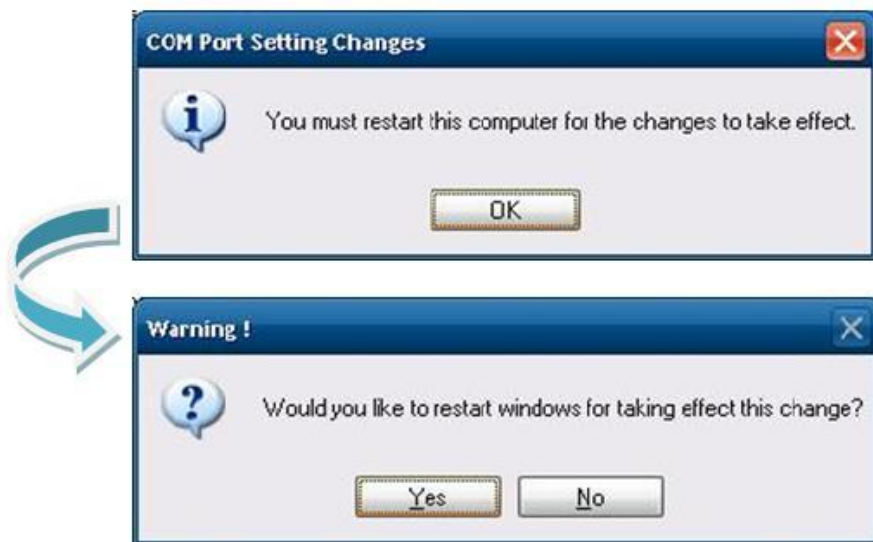 COM Port Setting Changes
You must restart this computer for the changes to take effect.
OK
Warning !
Would you like to restart windows for taking effect this change?
Yes No